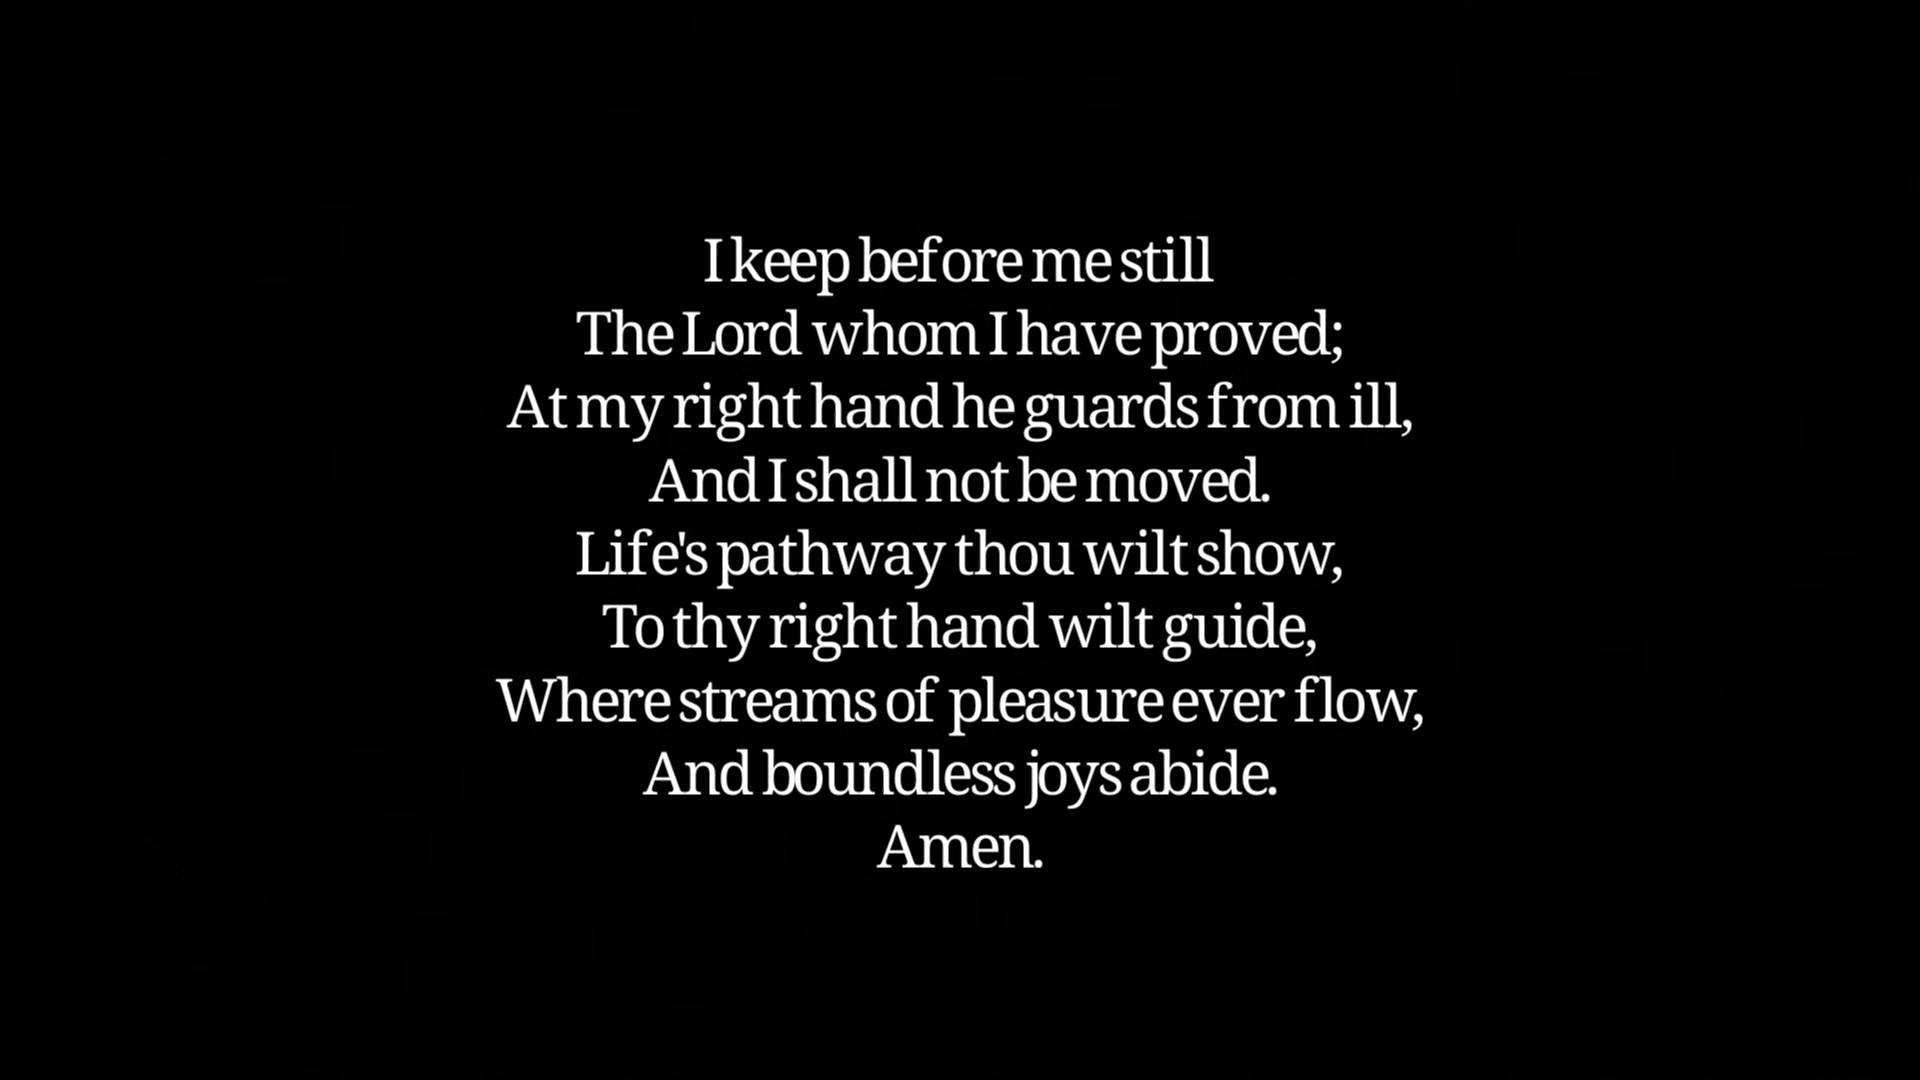 I keep before me still
The Lord whom I have proved;
At my right hand he guards from ill,
And I shall not be moved.
Life's pathway thou wilt show,
To thy right hand wilt guide,
Where streams of pleasure ever flow,
And boundless joys abide.
Amen.